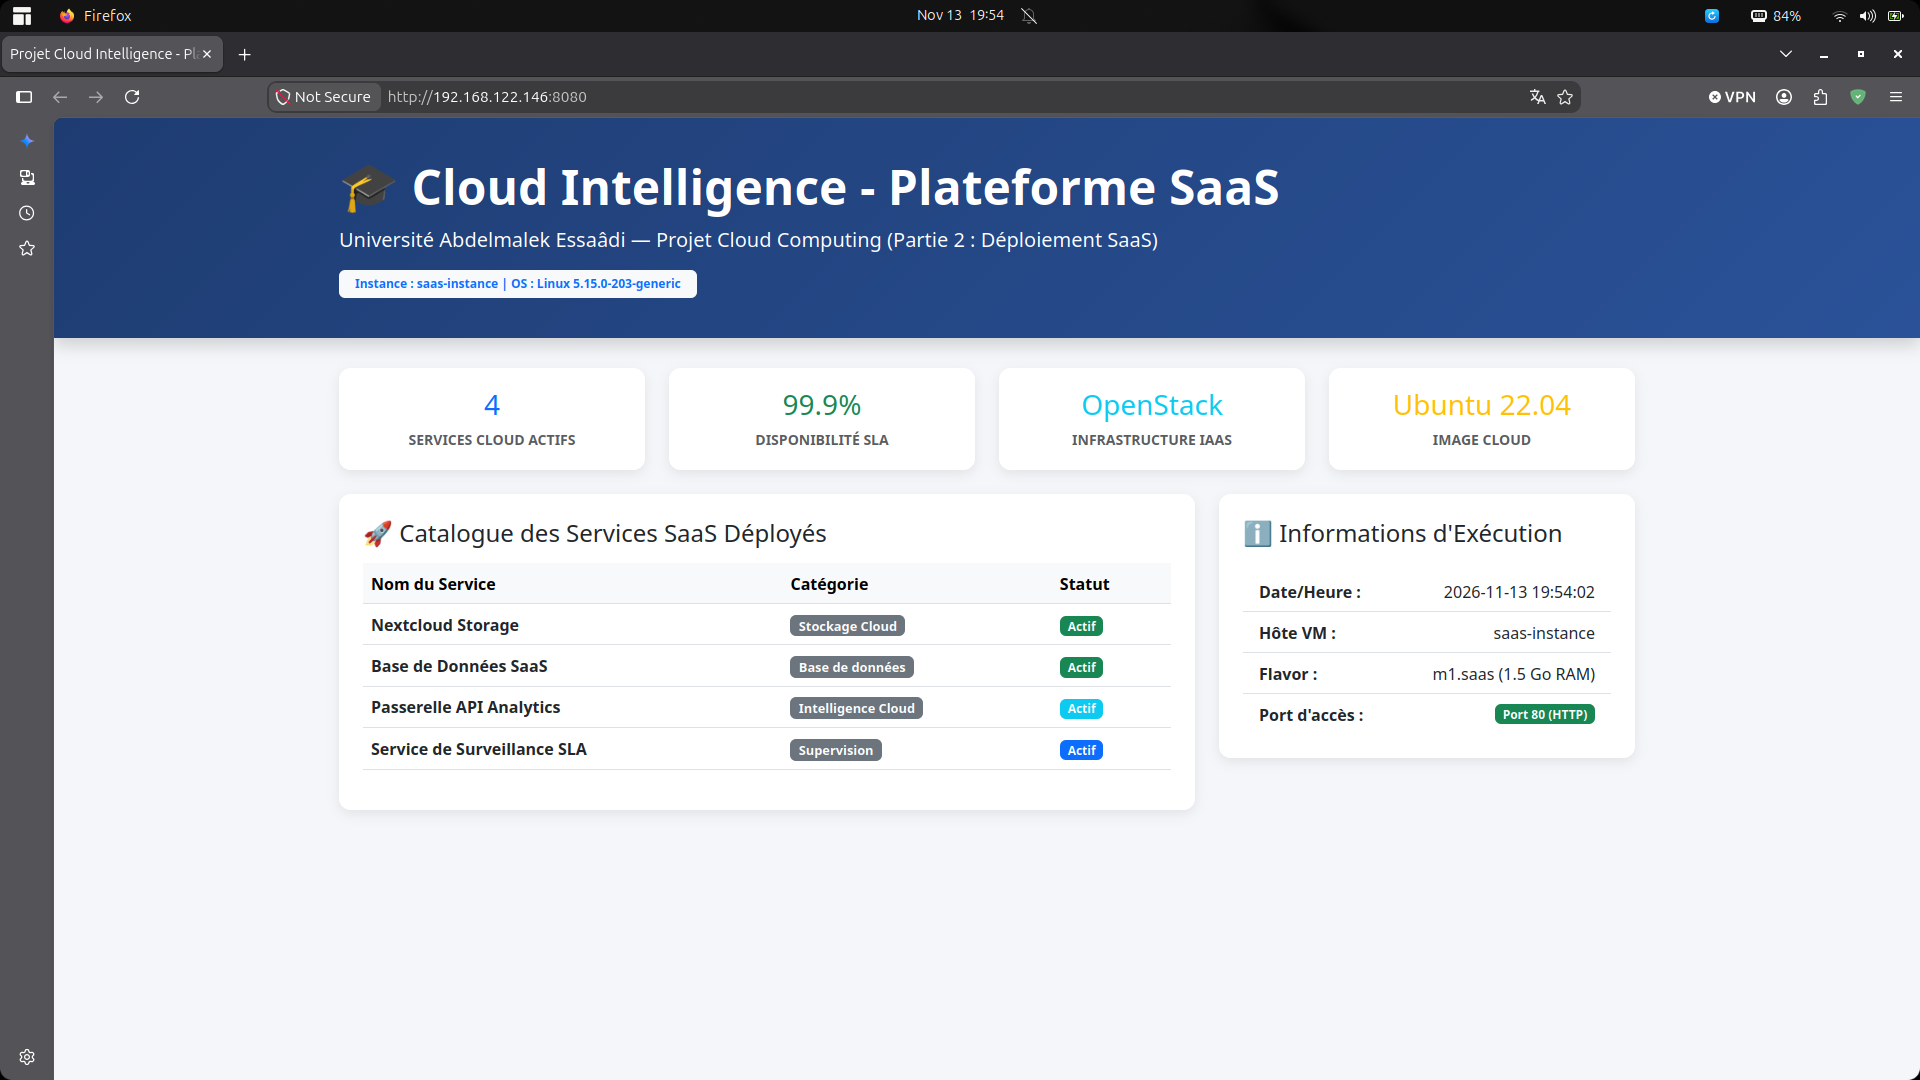 Firefox
Nov 13 19:54
84%
Projet Cloud Intelligence - Pl
Not Secure
http://192.168.122.146:8080
VPN
Cloud Intelligence - Plateforme SaaS
Université Abdelmalek Essaâdi — Projet Cloud Computing (Partie 2 : Déploiement SaaS)
Instance : saas-instance | OS : Linux 5.15.0-203-generic
4
SERVICES CLOUD ACTIFS
99.9%
DISPONIBILITÉ SLA
OpenStack
INFRASTRUCTURE IAAS
Ubuntu 22.04
IMAGE CLOUD
Catalogue des Services SaaS Déployés
Nom du Service Catégorie Statut
Nextcloud Storage Stockage Cloud Actif
Base de Données SaaS Base de données Actif
Passerelle API Analytics Intelligence Cloud Actif
Service de Surveillance SLA Supervision Actif
Informations d'Exécution
Date/Heure : 2026-11-13 19:54:02
Hôte VM : saas-instance
Flavor : m1.saas (1.5 Go RAM)
Port d'accès : Port 80 (HTTP)